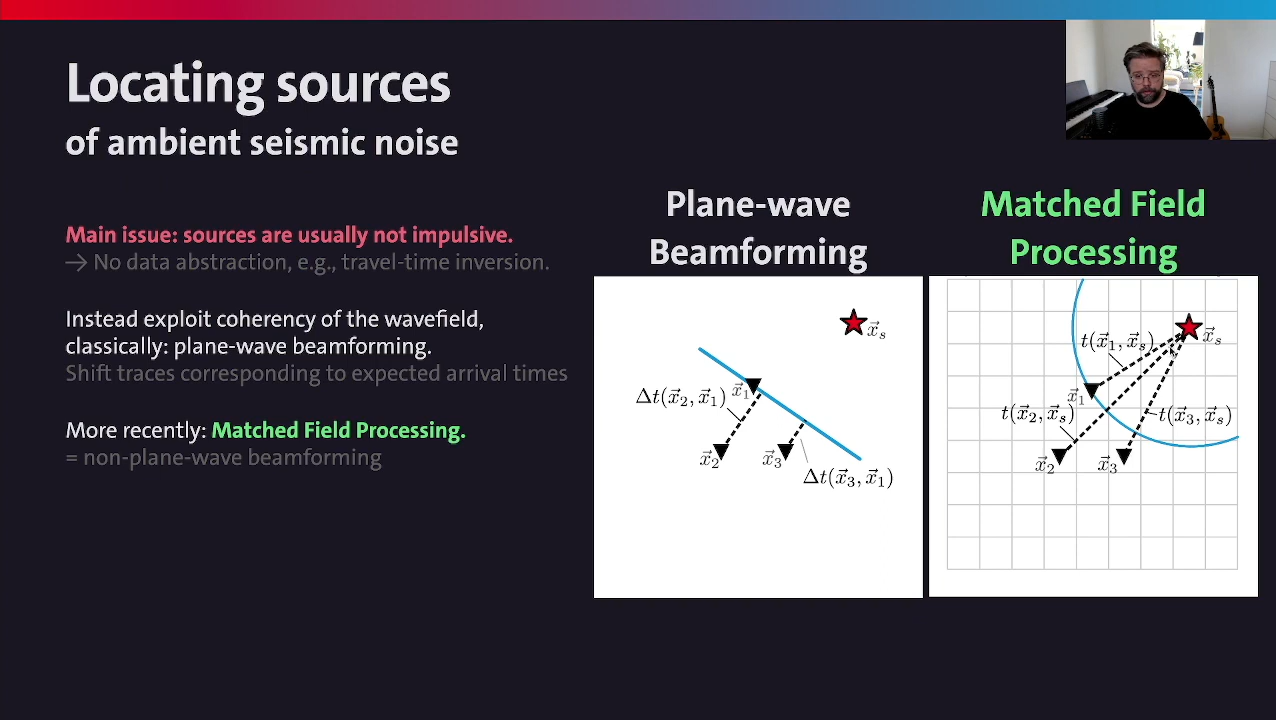 Locating sources
of ambient seismic noise
Main issue: sources are usually not impulsive.
→ No data abstraction, e.g., travel-time inversion.
Instead exploit coherency of the wavefield,
classically: plane-wave beamforming.
Shift traces corresponding to expected arrival times
More recently: Matched Field Processing.
= non-plane-wave beamforming
Plane-wave
Beamforming
$\vec{x}_s$
$\vec{x}_1$
$\Delta t(\vec{x}_2, \vec{x}_1)$
$\vec{x}_2$
$\vec{x}_3$
$\Delta t(\vec{x}_3, \vec{x}_1)$
Matched Field
Processing
$\vec{x}_s$
$t(\vec{x}_1, \vec{x}_s)$
$\vec{x}_1$
$t(\vec{x}_2, \vec{x}_s)$
$t(\vec{x}_3, \vec{x}_s)$
$\vec{x}_2$
$\vec{x}_3$